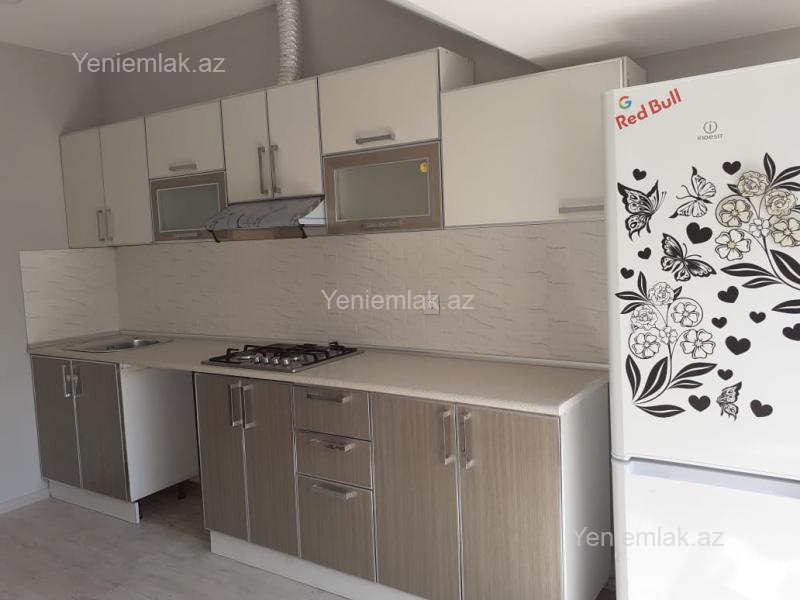 Yeniemlak.az
G
Red Bull
i
INDESIT
Yeniemlak.az
Yeniemlak.az